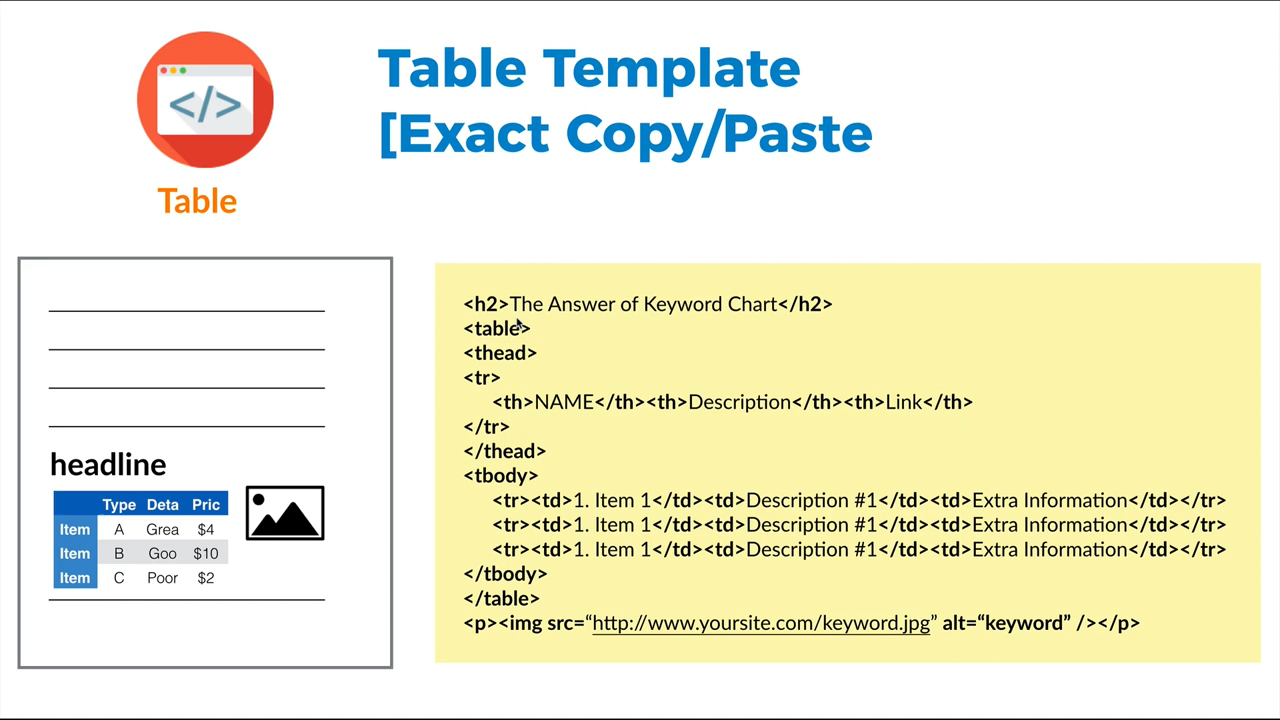 </>
Table
Table Template
[Exact Copy/Paste
headline
Type Deta Pric
Item A Grea $4
Item B Goo $10
Item C Poor $2
<h2>The Answer of Keyword Chart</h2>
<table>
<thead>
<tr>
<th>NAME</th><th>Description</th><th>Link</th>
</tr>
</thead>
<tbody>
<tr><td>1. Item 1</td><td>Description #1</td><td>Extra Information</td></tr>
<tr><td>1. Item 1</td><td>Description #1</td><td>Extra Information</td></tr>
<tr><td>1. Item 1</td><td>Description #1</td><td>Extra Information</td></tr>
</tbody>
</table>
<p><img src=“http://www.yoursite.com/keyword.jpg” alt=“keyword” /></p>